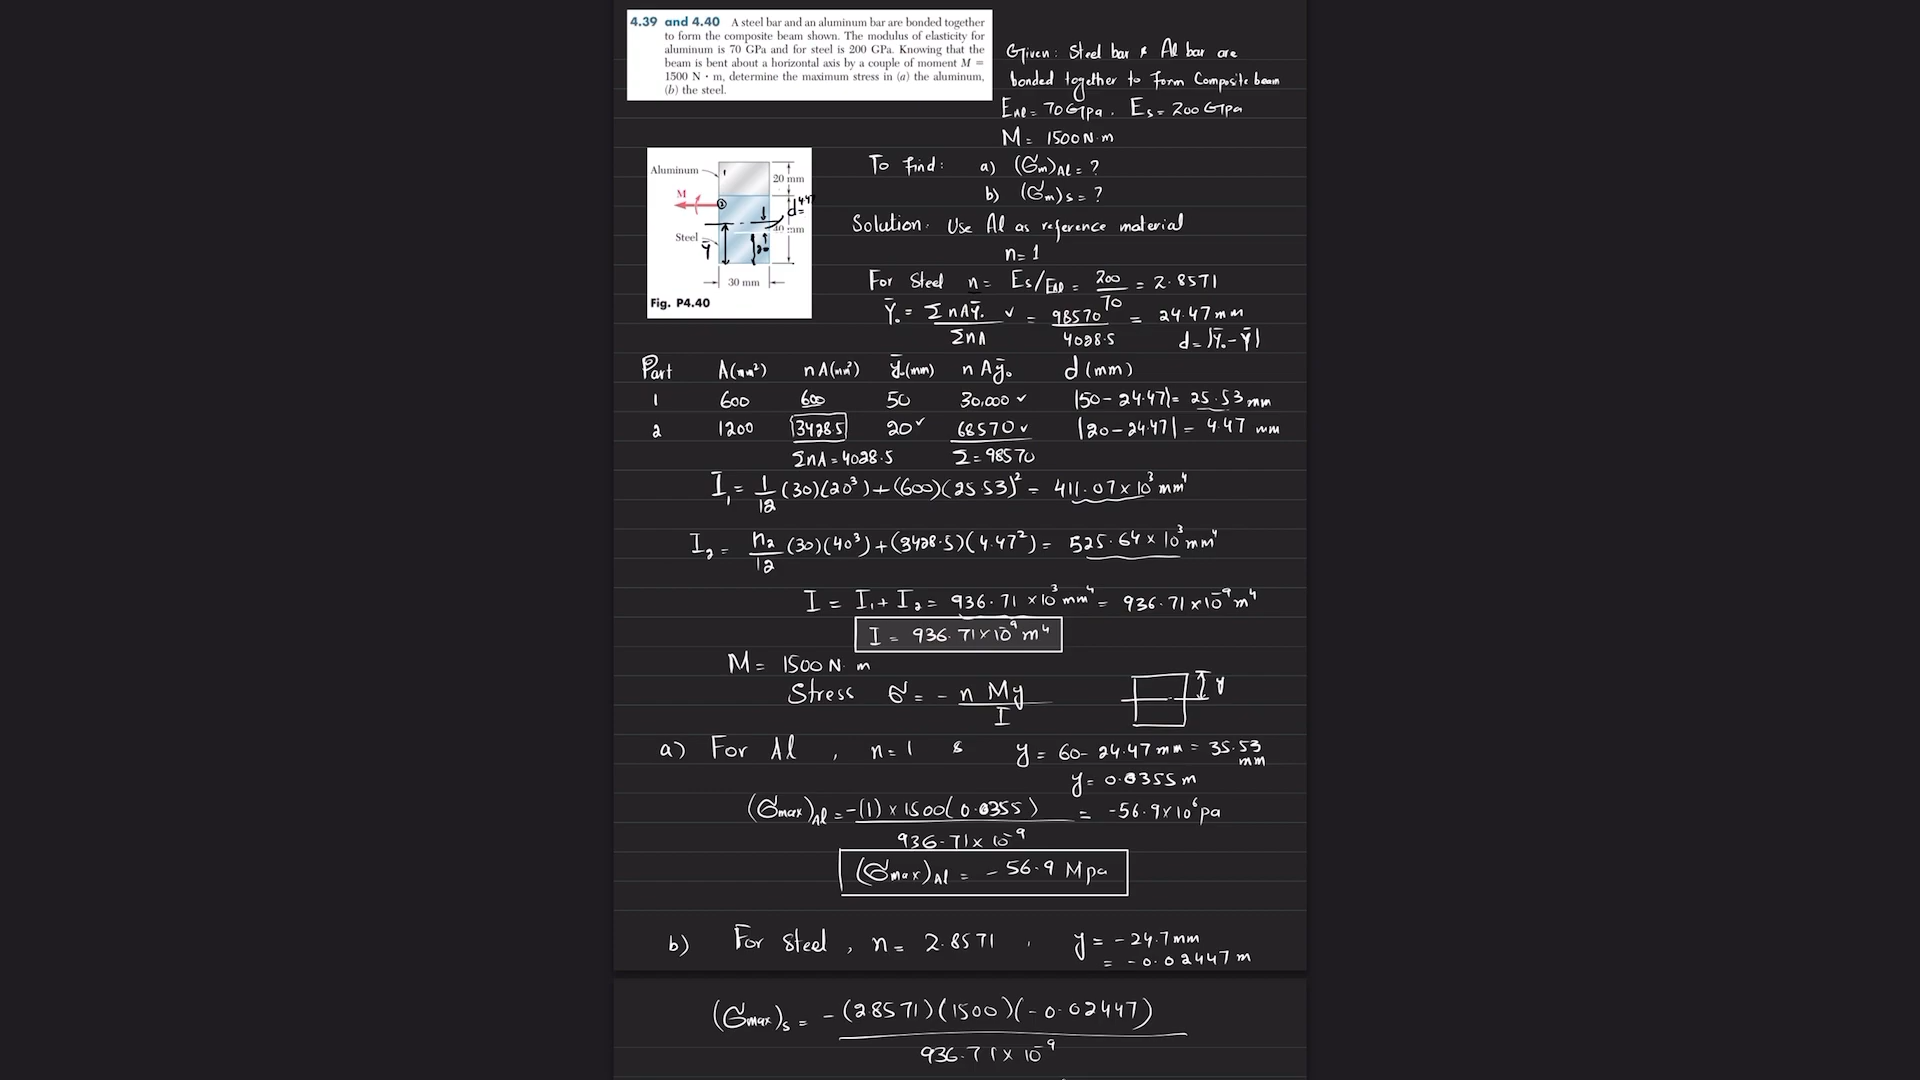 4.39 and 4.40 A steel bar and an aluminum bar are bonded together
to form the composite beam shown. The modulus of elasticity for
aluminum is 70 GPa and for steel is 200 GPa. Knowing that the
beam is bent about a horizontal axis by a couple of moment M =
1500 N · m, determine the maximum stress in (a) the aluminum,
(b) the steel.
Given: Steel bar & Al bar are
bonded together to form Composite beam
EAl = 70 Gpa. Es = 200 Gpa
M = 1500 N·m
To find: a) (σm)Al = ?
b) (σm)s = ?
Aluminum
1
20 mm
M
2
d = 4.47
40 mm
Steel
ȳ
20
30 mm
Fig. P4.40
Solution: Use Al as reference material
n = 1
For Steel n = Es/EAl = 200/70 = 2.8571
Ȳo = ΣnAȳo / ΣnA ✓ = 98570 / 4028.5 = 24.47 mm
d = |ȳo - Ȳ|
Part A(mm²) nA(mm²) ȳo(mm) nAȳo d(mm)
1 600 600 50 30,000 ✓ |50 - 24.47| = 25.53 mm
2 1200 3428.5 20 ✓ 68570 ✓ |20 - 24.47| = 4.47 mm
ΣnA = 4028.5 Σ = 98570
I₁ = 1/12 (30)(20³) + (600)(25.53)² = 411.07 × 10³ mm⁴
I₂ = n₂/12 (30)(40³) + (3428.5)(4.47²) = 525.64 × 10³ mm⁴
I = I₁ + I₂ = 936.71 × 10³ mm⁴ = 936.71 × 10⁻⁹ m⁴
I = 936.71 × 10⁻⁹ m⁴
M = 1500 N·m
Stress σ = - n My / I
y
a) For Al, n = 1 & y = 60 - 24.47 mm = 35.53 mm
y = 0.0355 m
(σmax)Al = -(1) × 1500(0.0355) / 936.71 × 10⁻⁹ = -56.9 × 10⁶ pa
(σmax)Al = - 56.9 Mpa
b) For steel, n = 2.8571, y = - 24.7 mm
= - 0.02447 m
(σmax)s = - (2.8571)(1500)(-0.02447) / 936.71 × 10⁻⁹